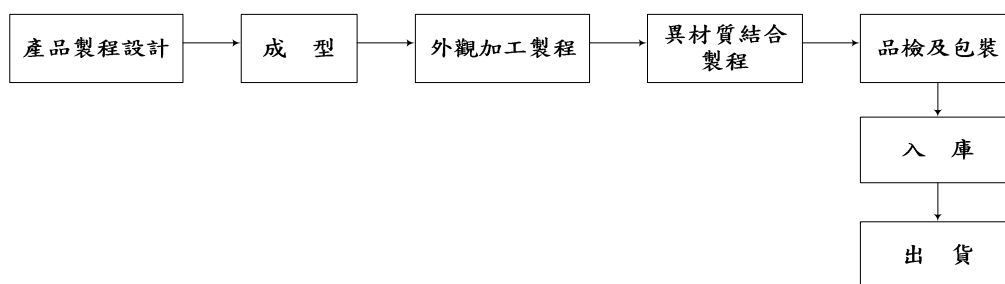 產品製程設計
成型
外觀加工製程
異材質結合
製程
品檢及包裝
入庫
出貨